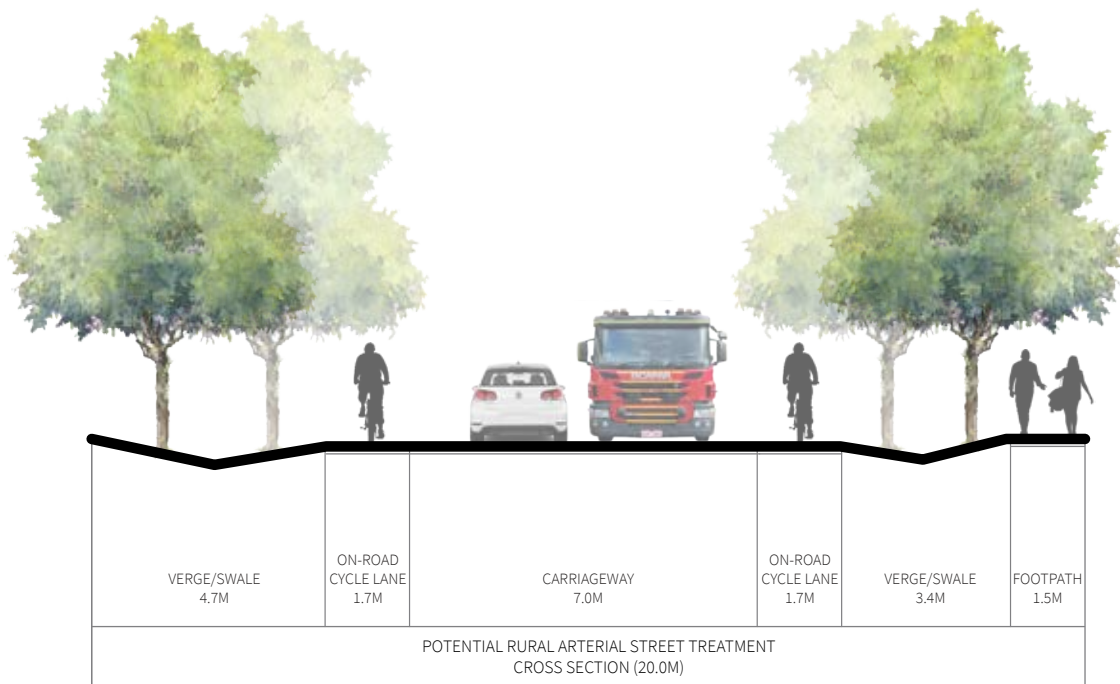 SCANIA
VERGE/SWALE
4.7M
ON-ROAD
CYCLE LANE
1.7M
CARRIAGEWAY
7.0M
ON-ROAD
CYCLE LANE
1.7M
VERGE/SWALE
3.4M
FOOTPATH
1.5M
POTENTIAL RURAL ARTERIAL STREET TREATMENT
CROSS SECTION (20.0M)